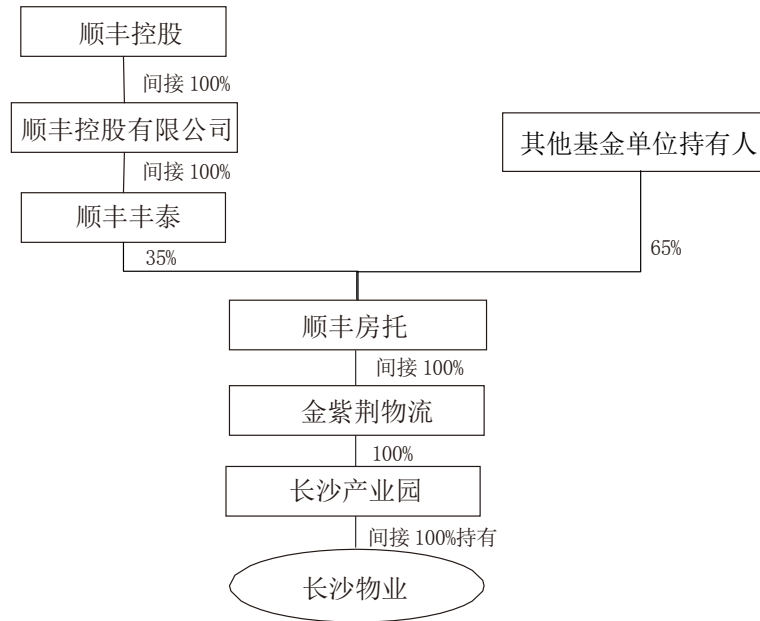 顺丰控股
间接 100%
顺丰控股有限公司
其他基金单位持有人
间接 100%
顺丰丰泰
35%
65%
顺丰房托
间接 100%
金紫荆物流
100%
长沙产业园
间接 100%持有
长沙物业